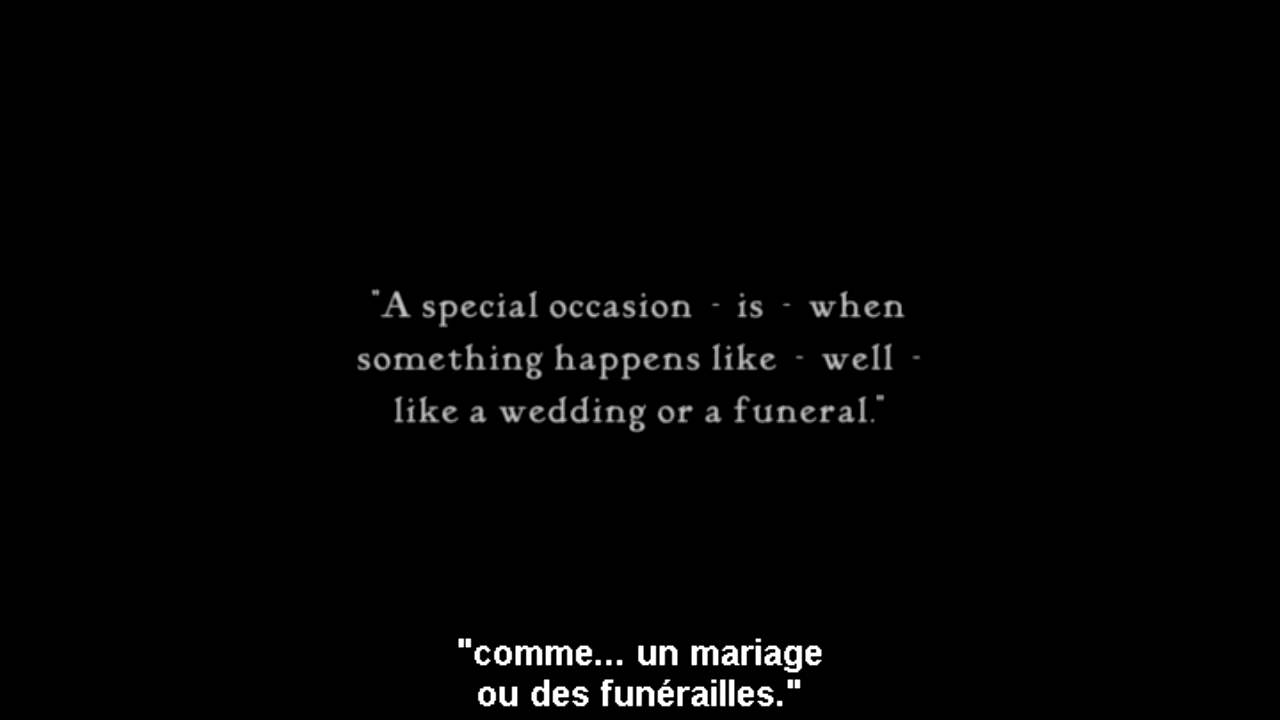 "A special occasion - is - when
something happens like - well -
like a wedding or a funeral."
"comme... un mariage
ou des funérailles."